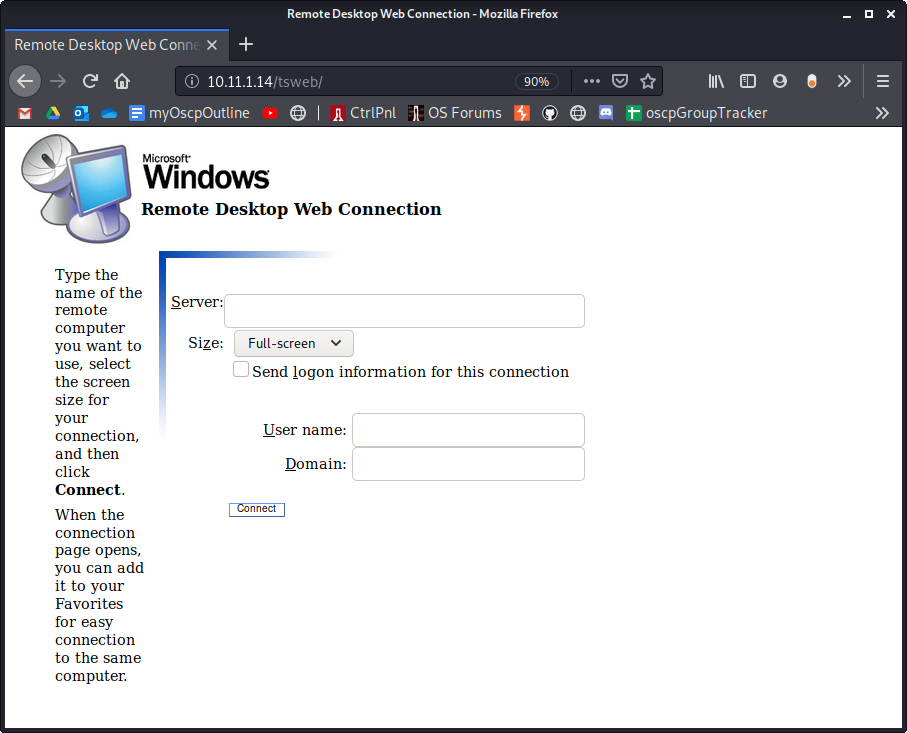 Remote Desktop Web Connection - Mozilla Firefox
Remote Desktop Web Conne
10.11.1.14/tsweb/
90%
myOscpOutline
CtrlPnl
OS Forums
oscpGroupTracker
Microsoft
Windows
Remote Desktop Web Connection
Type the
name of the
remote
computer
you want to
use, select
the screen
size for
your
connection,
and then
click
Connect.
When the
connection
page opens,
you can add
it to your
Favorites
for easy
connection
to the same
computer.
Server:
Size: Full-screen
Send logon information for this connection
User name:
Domain:
Connect